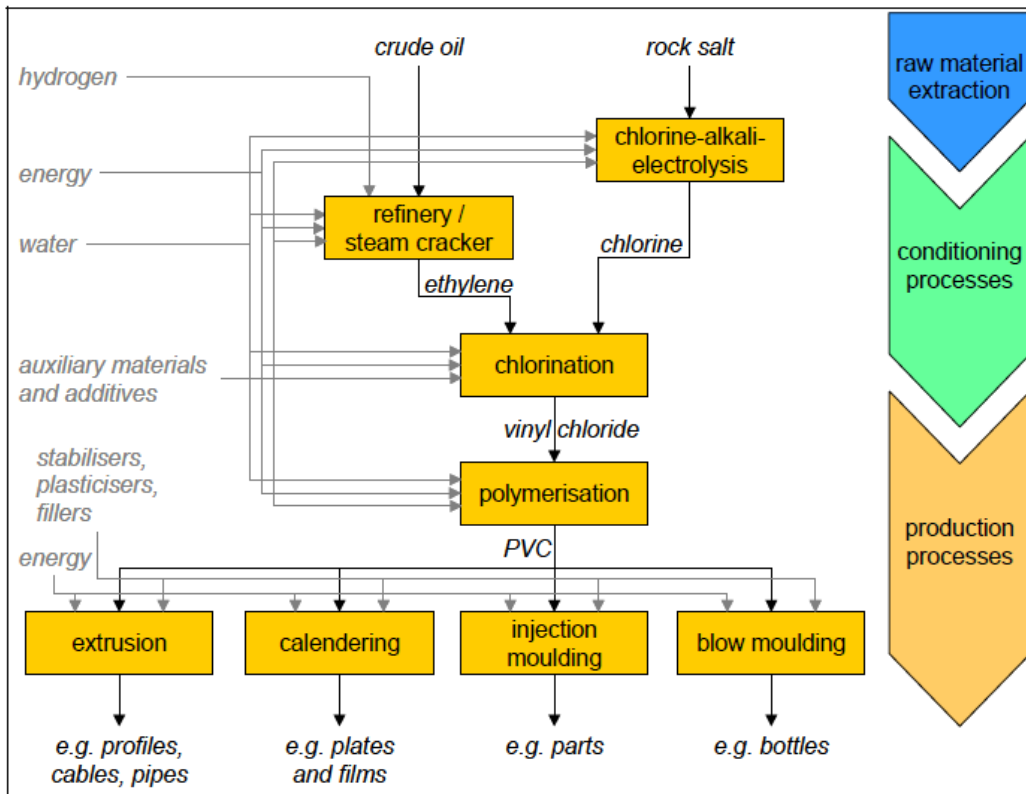 crude oil
rock salt
raw material
extraction
hydrogen
chlorine-alkali-
electrolysis
energy
refinery /
steam cracker
water
chlorine
conditioning
processes
ethylene
auxiliary materials
and additives
chlorination
vinyl chloride
stabilisers,
plasticisers,
fillers
polymerisation
production
processes
energy
PVC
extrusion
calendering
injection
moulding
blow moulding
e.g. profiles,
cables, pipes
e.g. plates
and films
e.g. parts
e.g. bottles